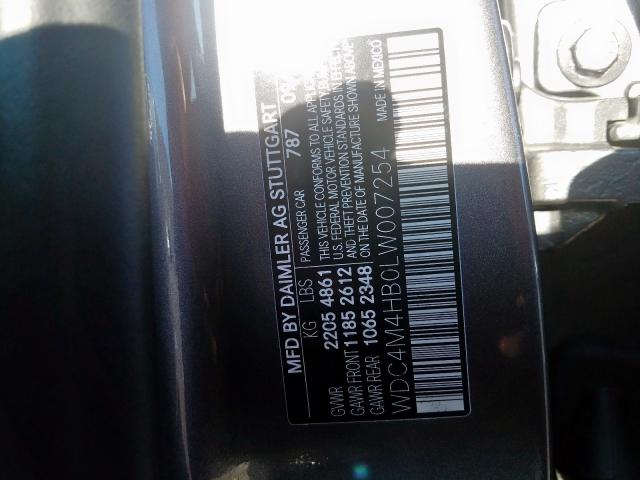 MFD BY DAIMLER AG STUTTGART
KG LBS 787
PASSENGER CAR
GVWR 2205 4861
GAWR FRONT 1185 2612
GAWR REAR 1065 2348
THIS VEHICLE CONFORMS TO ALL
U.S. FEDERAL MOTOR VEHICLE SAFETY
AND THEFT PREVENTION STANDARDS IN EFFECT
ON THE DATE OF MANUFACTURE SHOWN ABOVE
WDC4M4HB0LW007254
MADE IN MEXICO